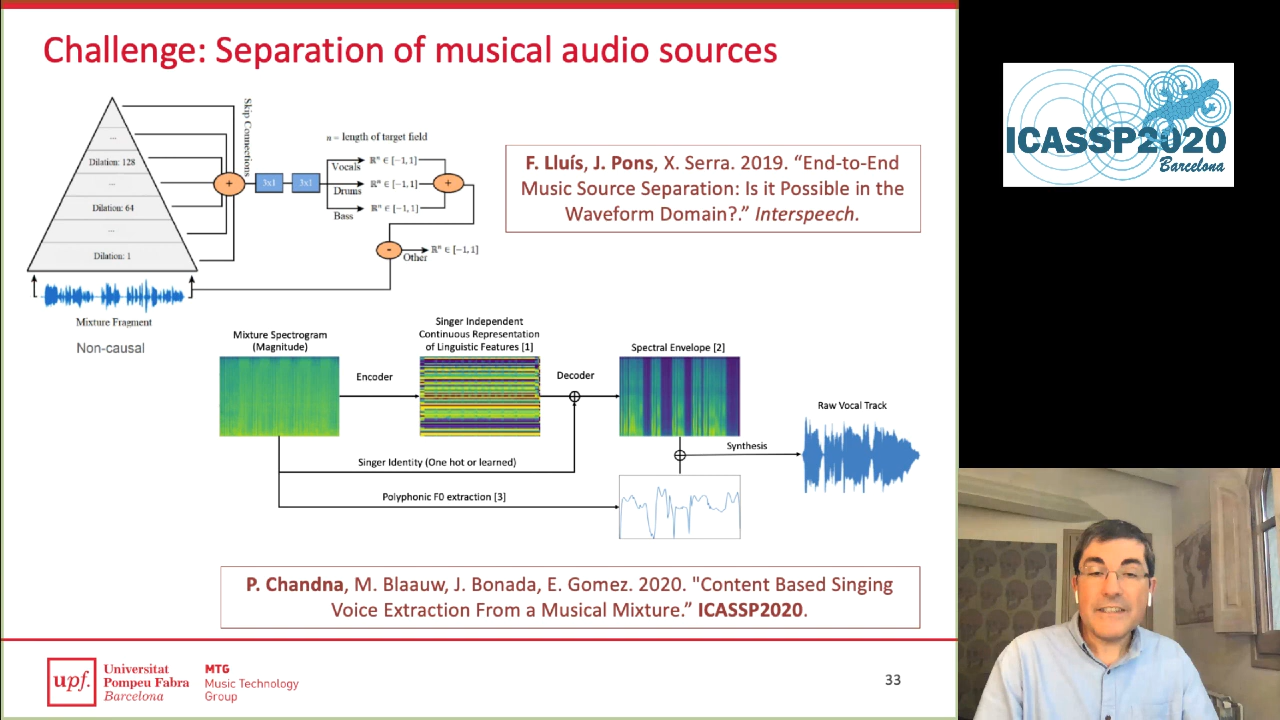 Challenge: Separation of musical audio sources
Skip Connections
...
Dilation: 128
...
Dilation: 64
...
Dilation: 1
+
3x1
3x1
n = length of target field
Vocals
ℝⁿ ∈ [−1, 1]
Drums
ℝⁿ ∈ [−1, 1]
Bass
ℝⁿ ∈ [−1, 1]
+
-
Other
ℝⁿ ∈ [−1, 1]
Mixture Fragment
Non-causal
F. Lluís, J. Pons, X. Serra. 2019. “End-to-End
Music Source Separation: Is it Possible in the
Waveform Domain?.” Interspeech.
Mixture Spectrogram
(Magnitude)
Encoder
Singer Independent
Continuous Representation
of Linguistic Features [1]
Decoder
Spectral Envelope [2]
Singer Identity (One hot or learned)
Polyphonic F0 extraction [3]
Synthesis
Raw Vocal Track
P. Chandna, M. Blaauw, J. Bonada, E. Gomez. 2020. "Content Based Singing
Voice Extraction From a Musical Mixture.” ICASSP2020.
upf.
Universitat
Pompeu Fabra
Barcelona
MTG
Music Technology
Group
33
ICASSP2020
Barcelona